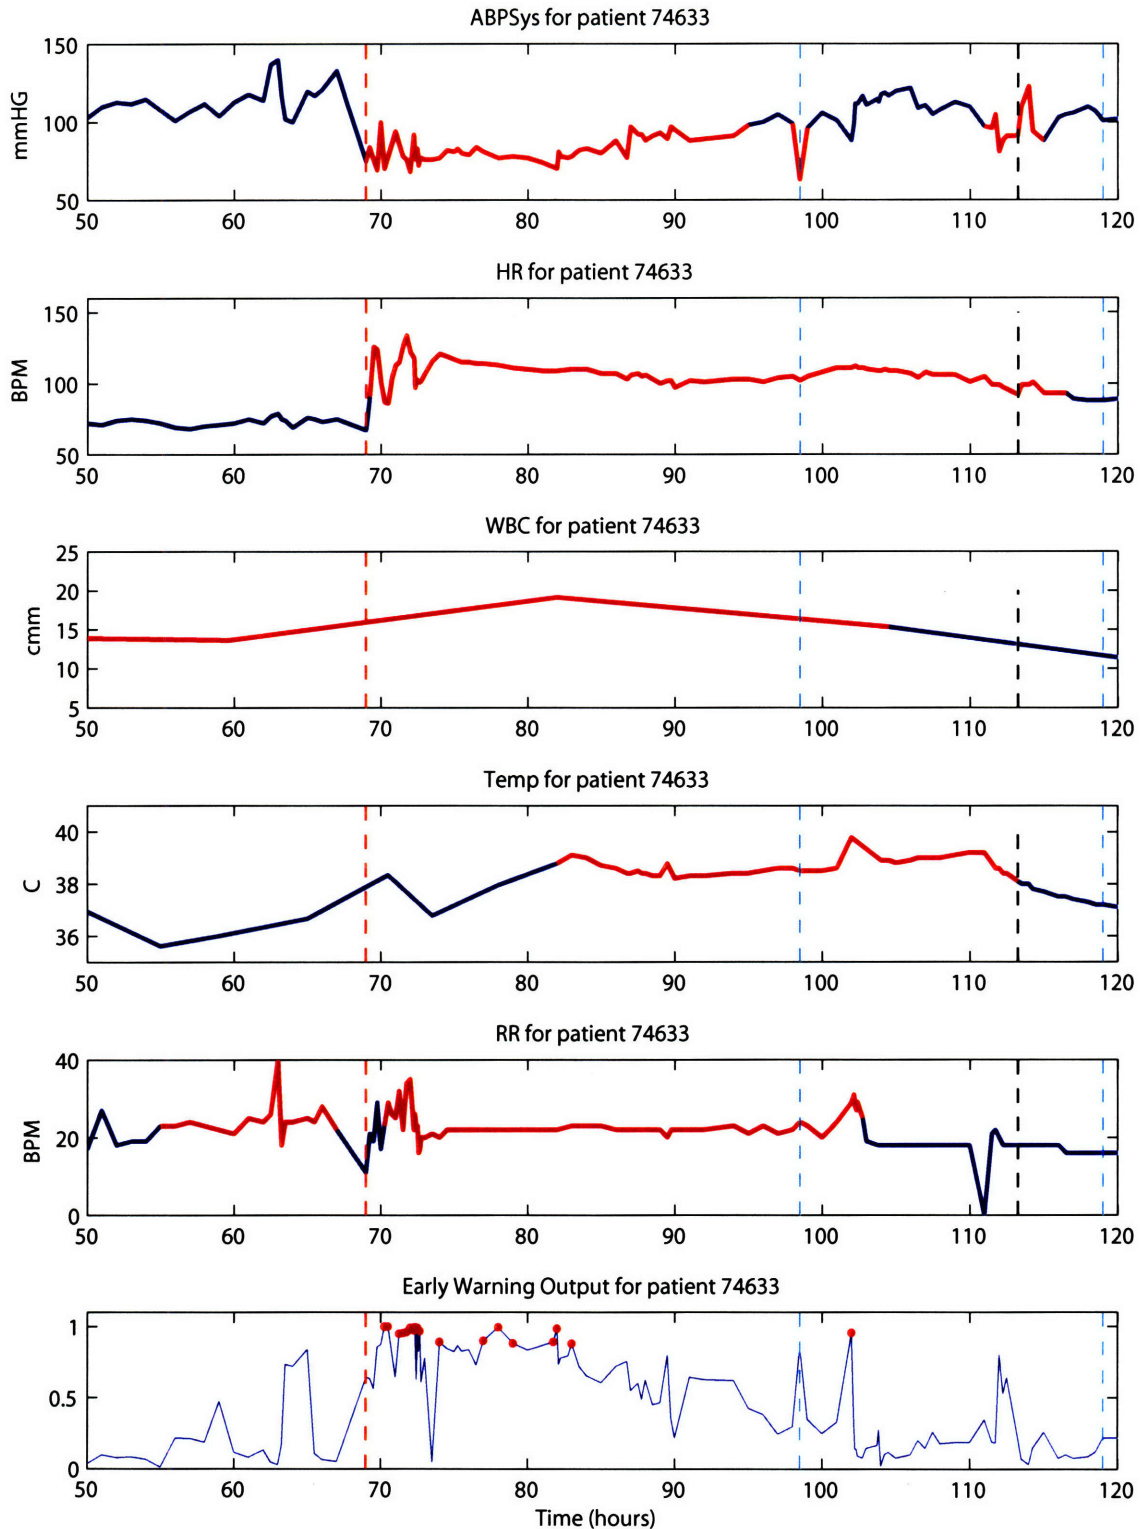 ABPSys for patient 74633
150
100
50
mmHG
50 60 70 80 90 100 110 120
HR for patient 74633
150
100
50
BPM
50 60 70 80 90 100 110 120
WBC for patient 74633
25
20
15
10
5
cmm
50 60 70 80 90 100 110 120
Temp for patient 74633
40
38
36
C
50 60 70 80 90 100 110 120
RR for patient 74633
40
20
0
BPM
50 60 70 80 90 100 110 120
Early Warning Output for patient 74633
1
0.5
0
50 60 70 80 90 100 110 120
Time (hours)